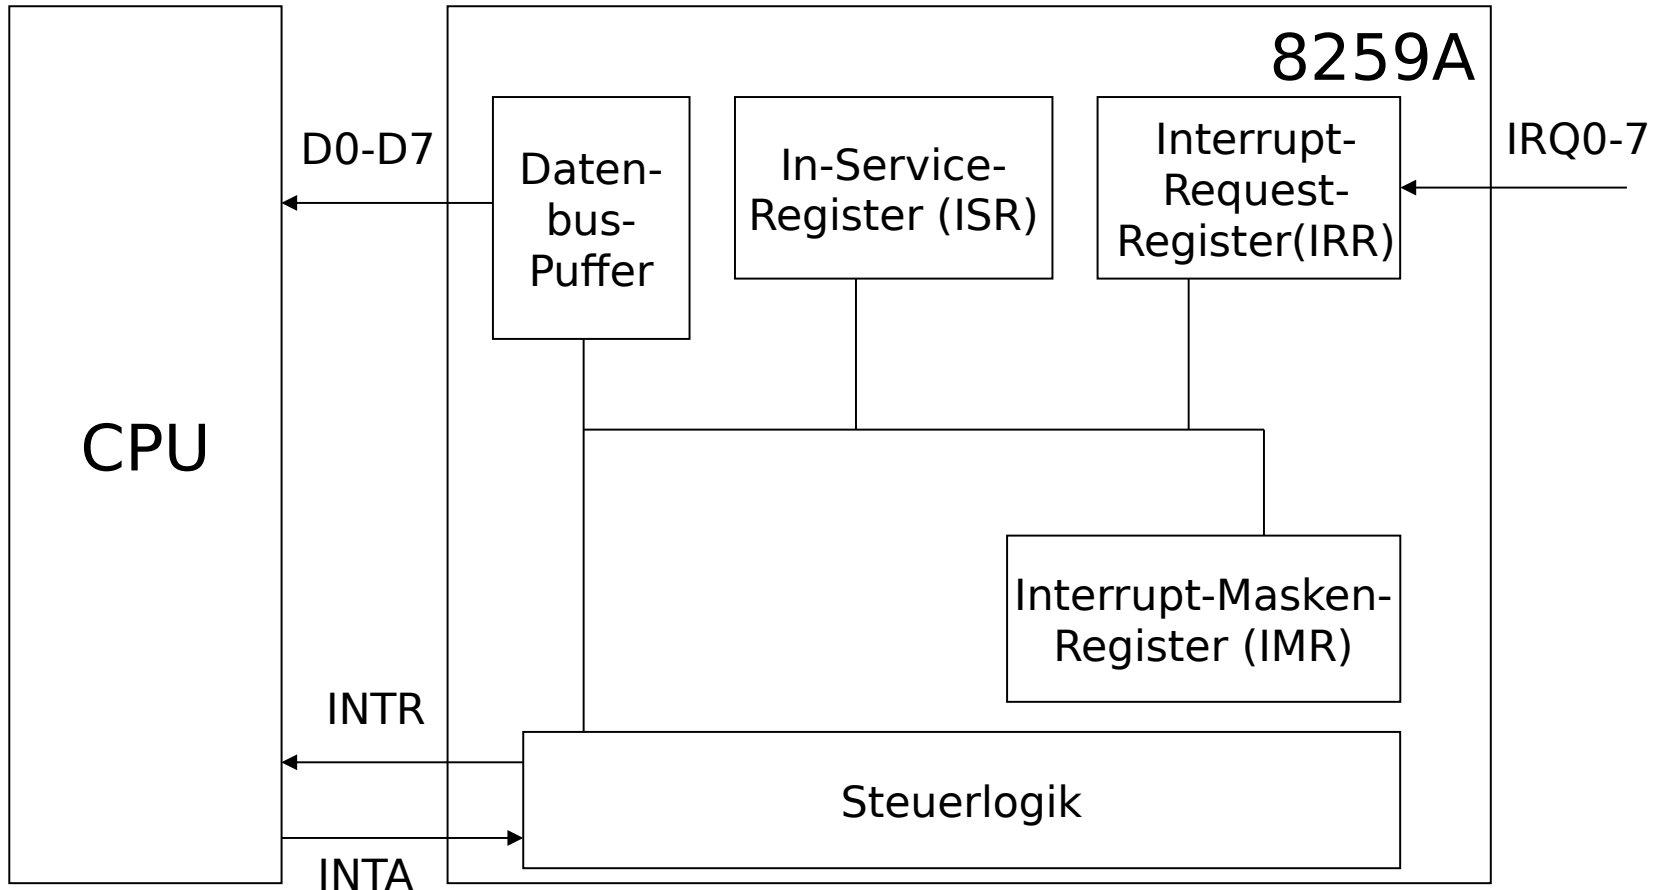 8259A
D0-D7
Daten-
bus-
Puffer
In-Service-
Register (ISR)
Interrupt-
Request-
Register(IRR)
IRQ0-7
CPU
Interrupt-Masken-
Register (IMR)
INTR
Steuerlogik
INTA